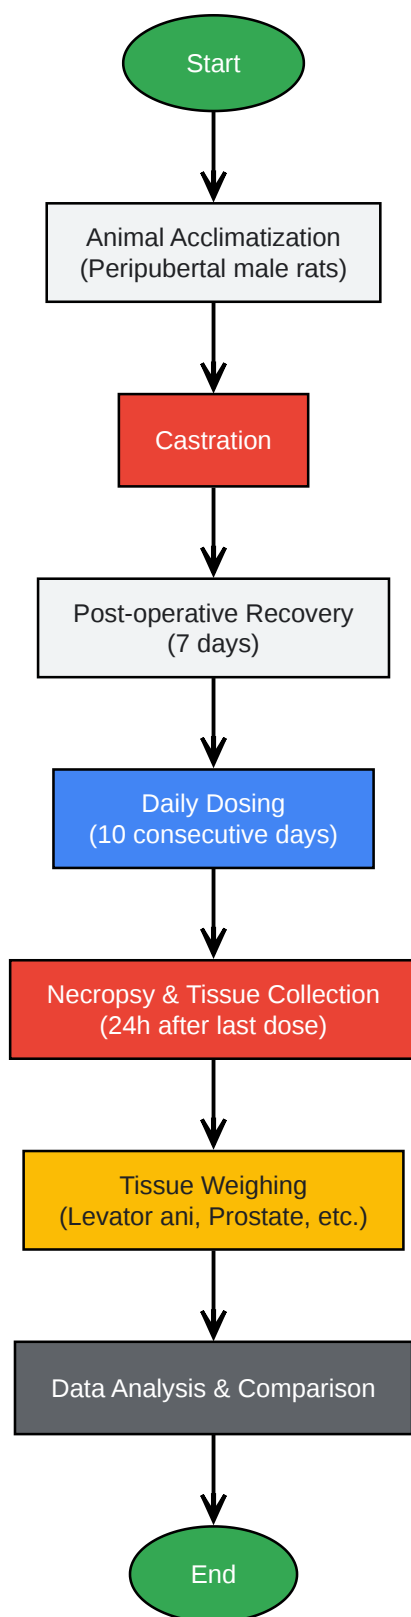 Start
Animal Acclimatization
(Peripubertal male rats)
Castration
Post-operative Recovery
(7 days)
Daily Dosing
(10 consecutive days)
Necropsy & Tissue Collection
(24h after last dose)
Tissue Weighing
(Levator ani, Prostate, etc.)
Data Analysis & Comparison
End